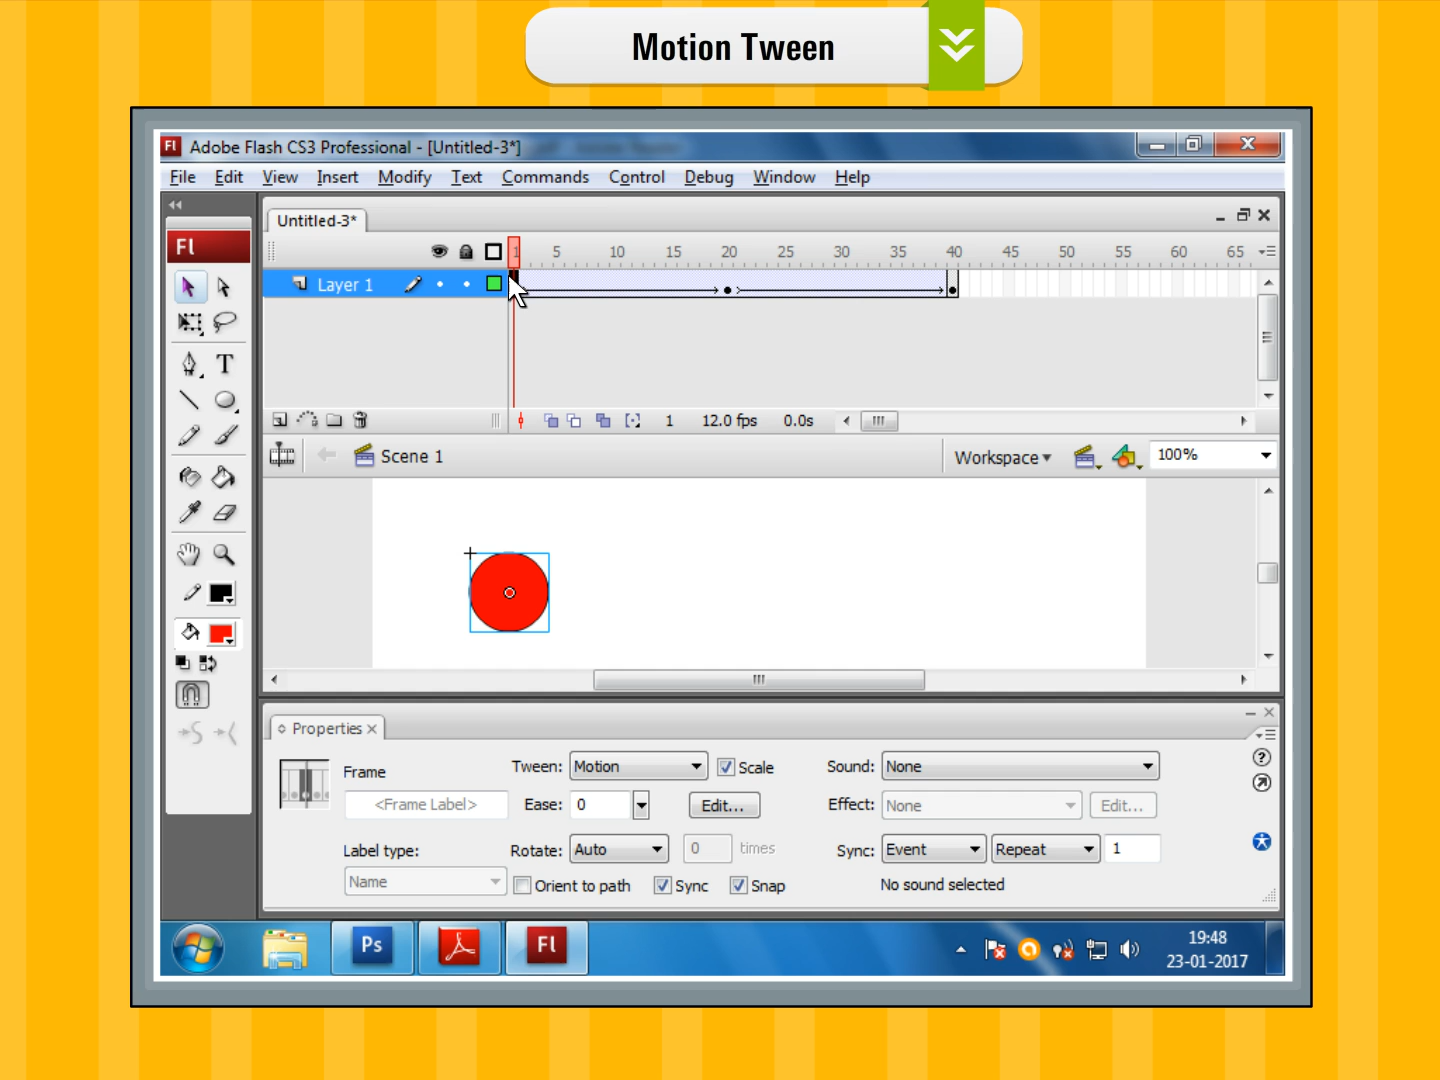 Motion Tween
Fl Adobe Flash CS3 Professional - [Untitled-3*]
File Edit View Insert Modify Text Commands Control Debug Window Help
Untitled-3*
Fl
1 5 10 15 20 25 30 35 40 45 50 55 60 65
Layer 1
T
1 12.0 fps 0.0s
Scene 1 Workspace 100%
Properties
Frame Tween: Motion Scale Sound: None
<Frame Label> Ease: 0 Edit... Effect: None Edit...
Label type: Rotate: Auto 0 times Sync: Event Repeat 1
Name Orient to path Sync Snap No sound selected
Ps Fl 19:48
23-01-2017